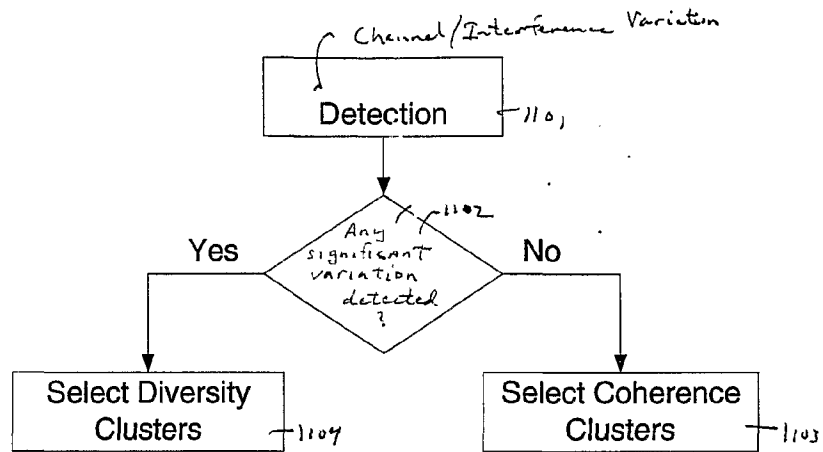 Channel/Interference Variation
Detection
1101
1102
Any
significant
variation
detected
?
Yes
No
Select Diversity
Clusters
1104
Select Coherence
Clusters
1103